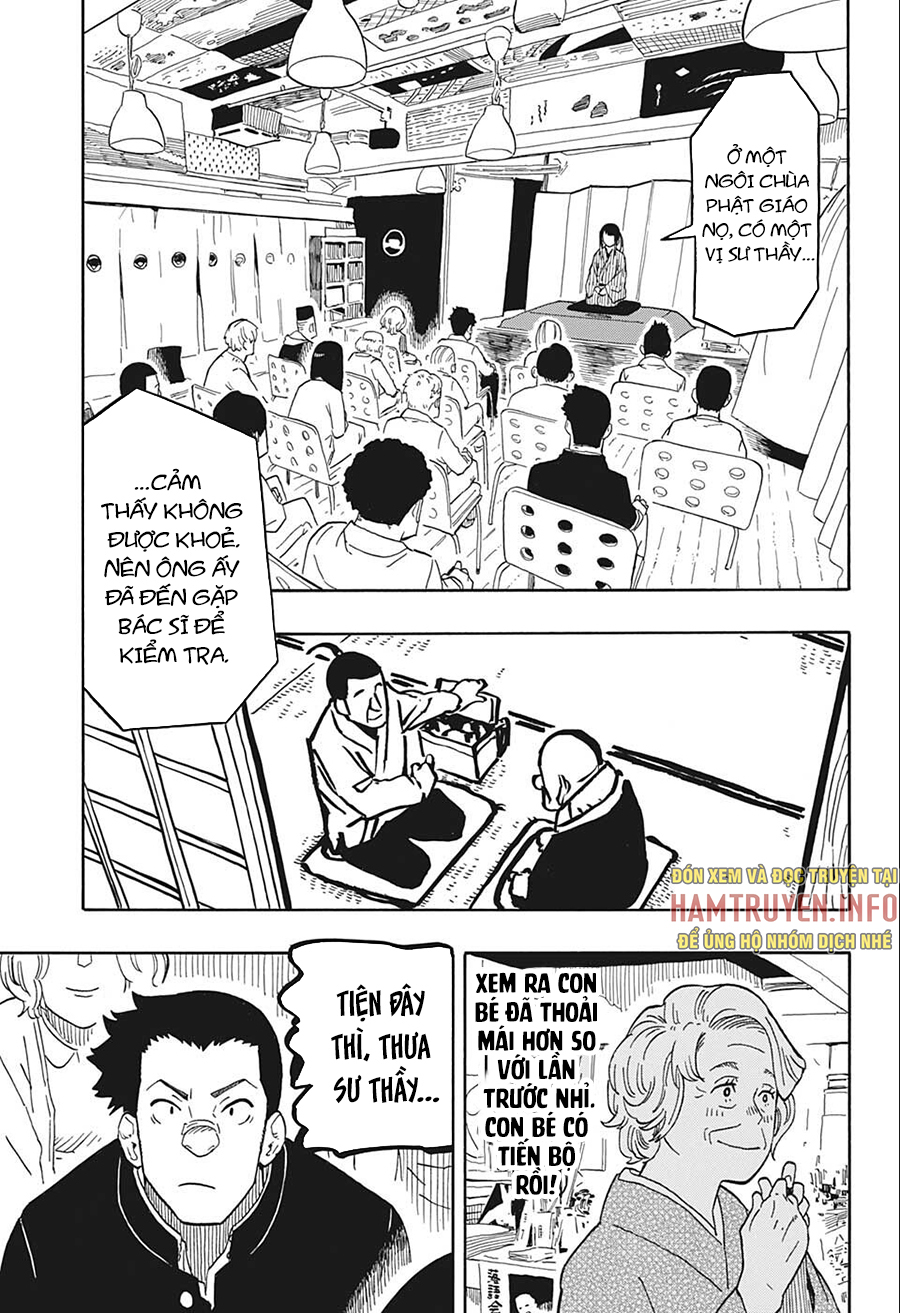 Ở MỘT
NGÔI CHÙA
PHẬT GIÁO
NỌ, CÓ MỘT
VỊ SƯ THẦY...
...CẢM
THẤY KHÔNG
ĐƯỢC KHOẺ.
NÊN ÔNG ẤY
ĐÃ ĐẾN GẶP
BÁC SĨ ĐỂ
KIỂM TRA.
ĐÓN XEM VÀ ĐỌC TRUYỆN TẠI
HAMTRUYEN.INFO
ĐỂ ỦNG HỘ NHÓM DỊCH NHÉ
XEM RA CON
BÉ ĐÃ THOẢI
MÁI HƠN SO
VỚI LẦN
TRƯỚC NHỈ.
CON BÉ CÓ
TIẾN BỘ
RỒI!
TIỆN ĐÂY
THÌ, THƯA
SƯ THẦY...